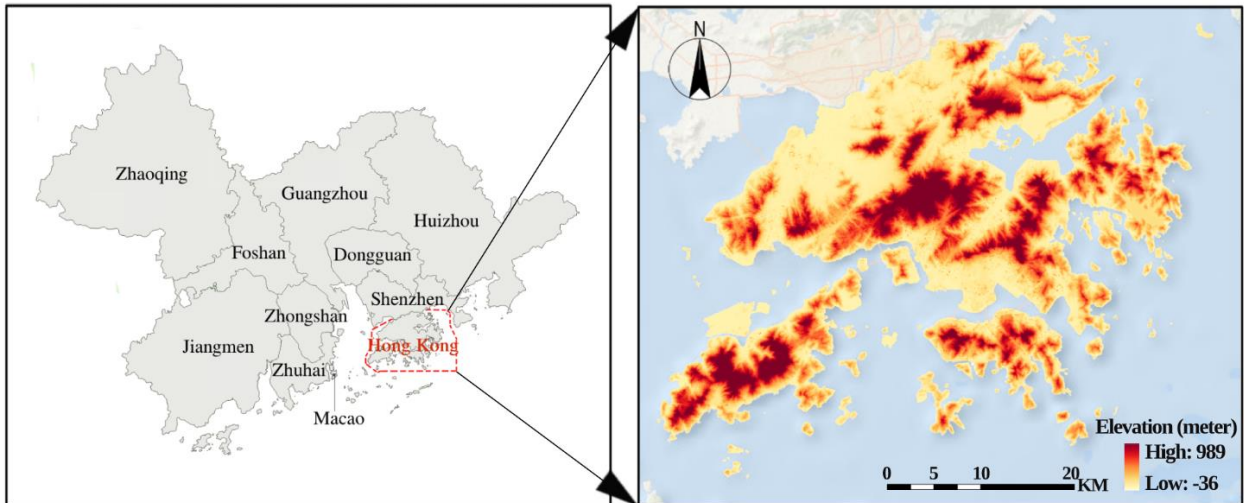 Zhaoqing
Guangzhou
Huizhou
Foshan
Dongguan
Shenzhen
Zhongshan
Jiangmen
Hong Kong
Zhuhai
Macao
N
Elevation (meter)
High: 989
Low: -36
0 5 10 20 KM